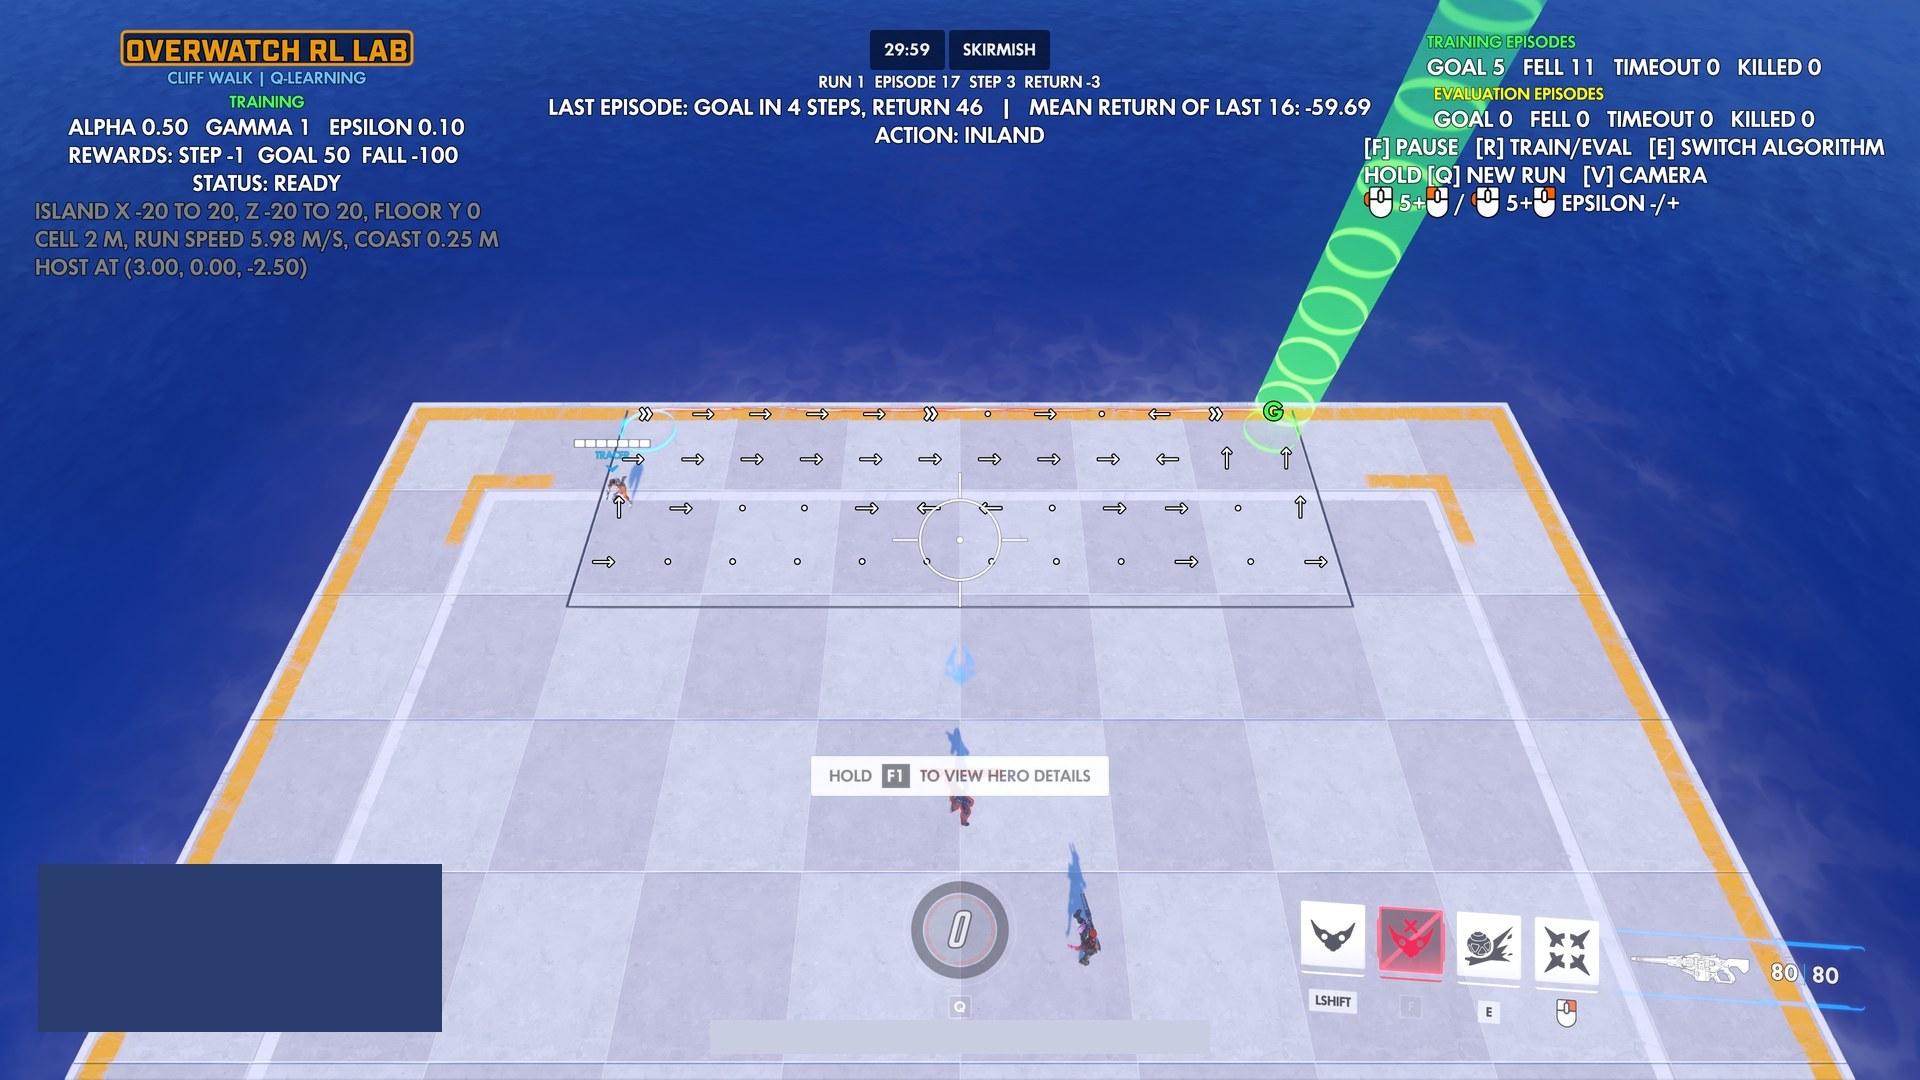 OVERWATCH RL LAB
CLIFF WALK | Q-LEARNING
TRAINING
ALPHA 0.50 GAMMA 1 EPSILON 0.10
REWARDS: STEP -1 GOAL 50 FALL -100
STATUS: READY
ISLAND X -20 TO 20, Z -20 TO 20, FLOOR Y 0
CELL 2 M, RUN SPEED 5.98 M/S, COAST 0.25 M
HOST AT (3.00, 0.00, -2.50)
29:59 SKIRMISH
RUN 1 EPISODE 17 STEP 3 RETURN -3
LAST EPISODE: GOAL IN 4 STEPS, RETURN 46 | MEAN RETURN OF LAST 16: -59.69
ACTION: INLAND
TRAINING EPISODES
GOAL 5 FELL 11 TIMEOUT 0 KILLED 0
EVALUATION EPISODES
GOAL 0 FELL 0 TIMEOUT 0 KILLED 0
[F] PAUSE [R] TRAIN/EVAL [E] SWITCH ALGORITHM
HOLD [Q] NEW RUN [V] CAMERA
5+ / 5+ EPSILON -/+
G
TRACER
HOLD F1 TO VIEW HERO DETAILS
0
Q
LSHIFT
F
E
80 | 80